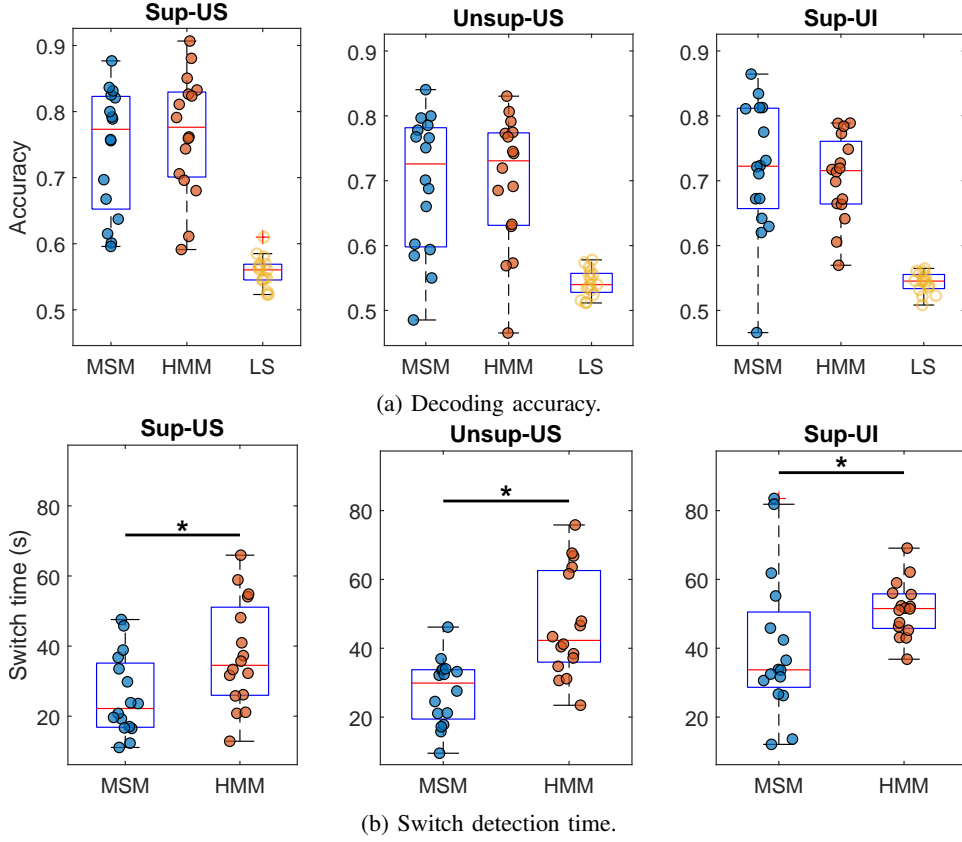 Sup-US
Unsup-US
Sup-UI
Accuracy
0.9
0.8
0.7
0.6
0.5
MSM HMM LS
0.9
0.8
0.7
0.6
0.5
MSM HMM LS
0.9
0.8
0.7
0.6
0.5
MSM HMM LS
(a) Decoding accuracy.
Sup-US
Unsup-US
Sup-UI
Switch time (s)
80
60
40
20
*
MSM HMM
80
60
40
20
*
MSM HMM
80
60
40
20
*
MSM HMM
(b) Switch detection time.